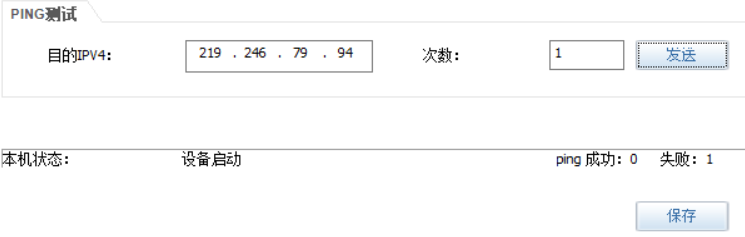 PING测试
目的IPV4: 219 . 246 . 79 . 94 次数: 1 发送
本机状态: 设备启动 ping 成功: 0 失败: 1
保存